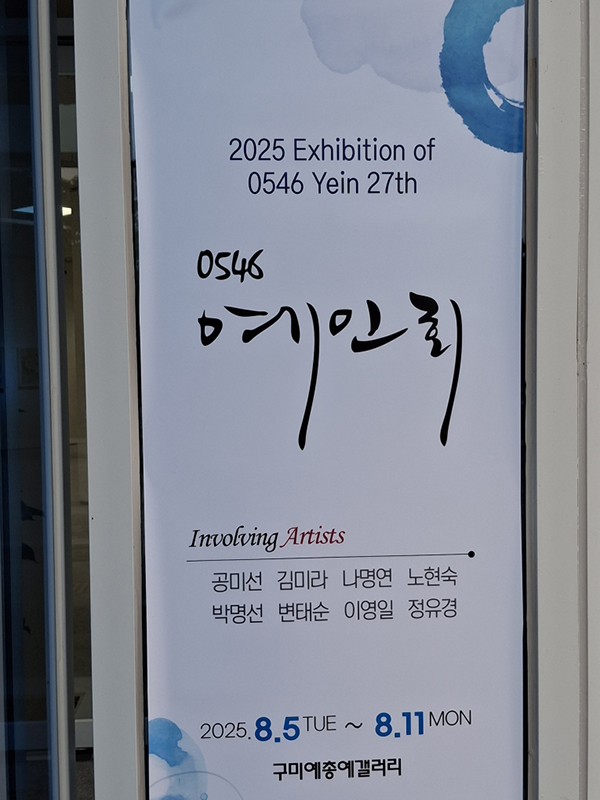 2025 Exhibition of
0546 Yein 27th
0546
예인회
Involving Artists
공미선 김미라 나명연 노현숙
박명선 변태순 이영일 정유경
2025.8.5 TUE ~ 8.11 MON
구미예총예갤러리